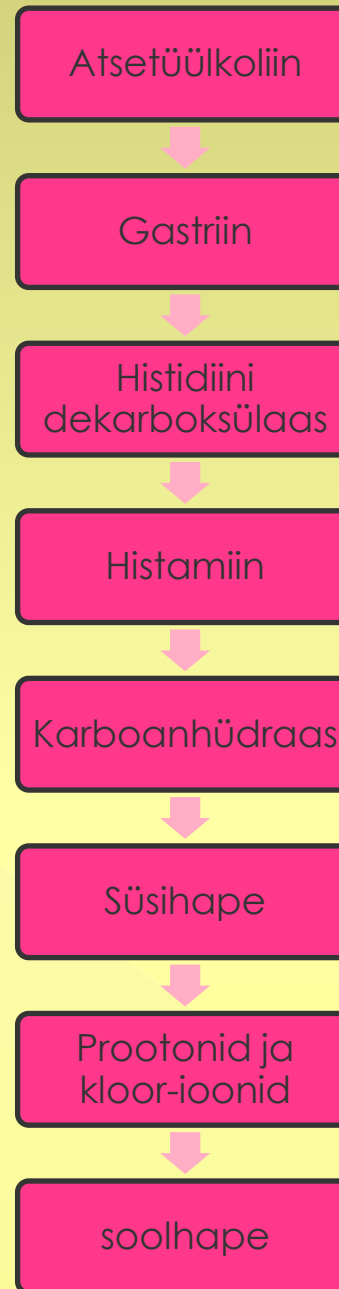 Atsetüülkoliin
Gastriin
Histidiini
dekarboksülaas
Histamiin
Karboanhüdraas
Süsihape
Prootonid ja
kloor-ioonid
soolhape